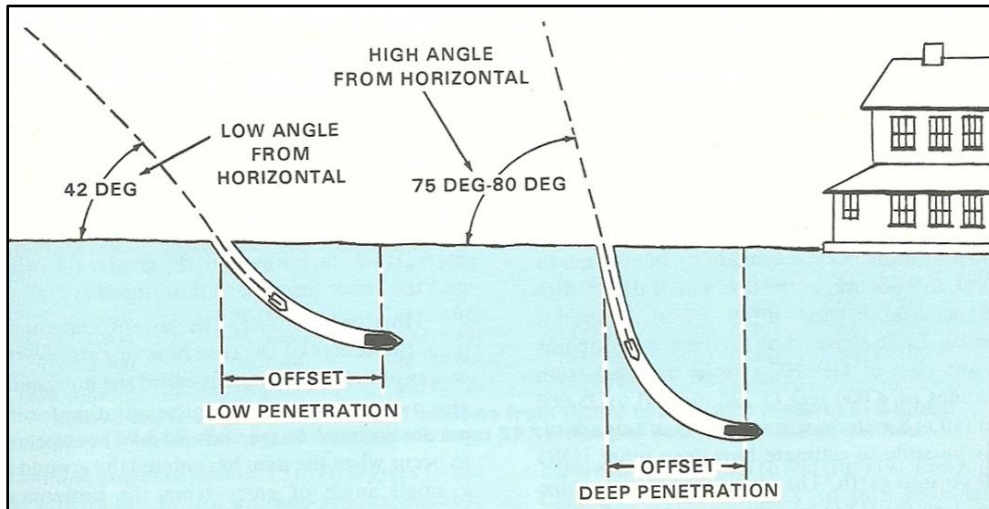 HIGH ANGLE
FROM HORIZONTAL
LOW ANGLE
FROM
HORIZONTAL
42 DEG
75 DEG-80 DEG
OFFSET
LOW PENETRATION
OFFSET
DEEP PENETRATION